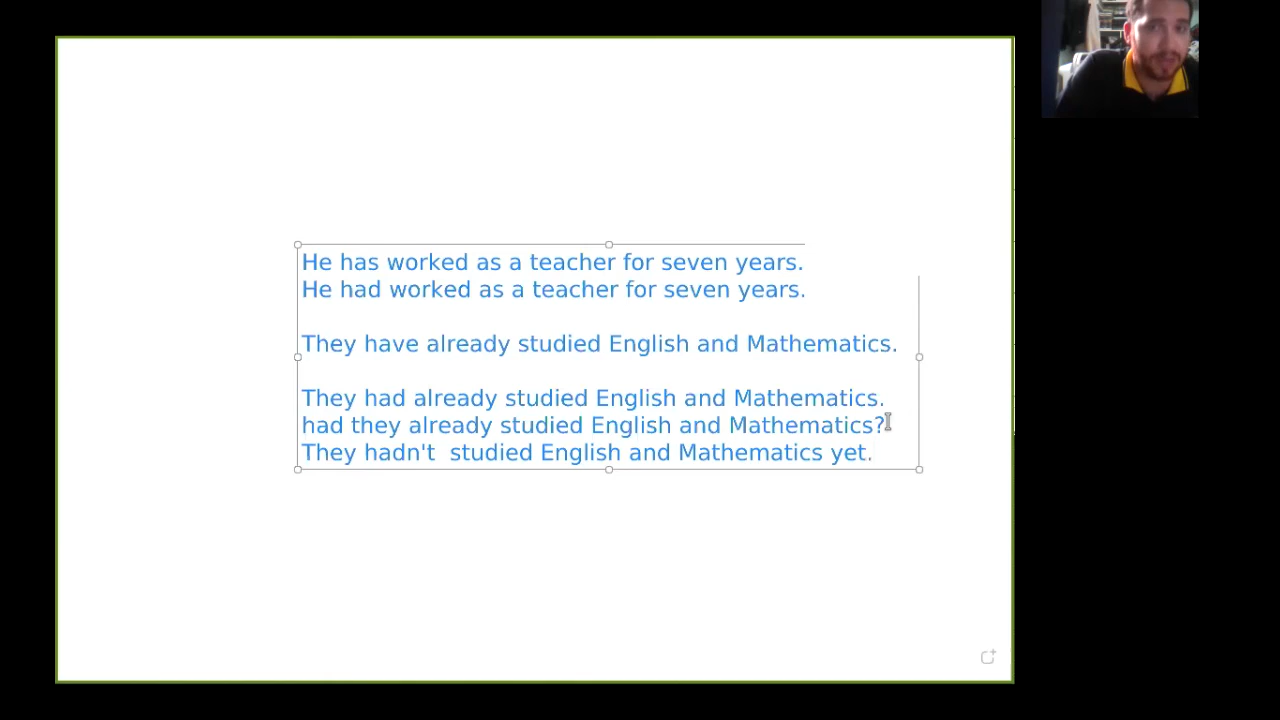 He has worked as a teacher for seven years.
He had worked as a teacher for seven years.
They have already studied English and Mathematics.
They had already studied English and Mathematics.
had they already studied English and Mathematics?
They hadn't  studied English and Mathematics yet.